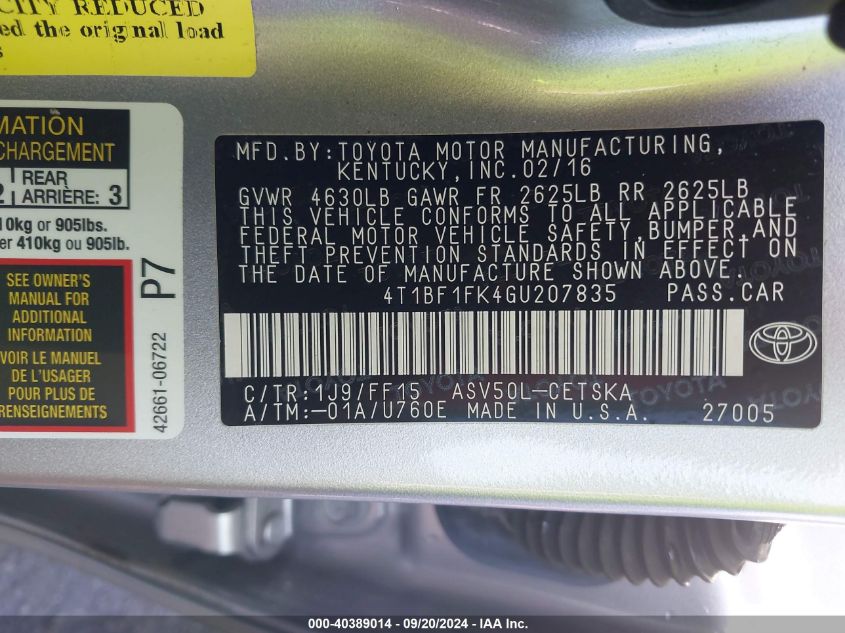 CITY REDUCED
ed the original load
s
MATION
CHARGEMENT
2 REAR ARRIÈRE: 3
10kg or 905lbs.
er 410kg ou 905lb.
SEE OWNER'S
MANUAL FOR
ADDITIONAL
INFORMATION
VOIR LE MANUEL
DE L'USAGER
POUR PLUS DE
RENSEIGNEMENTS
P7
42661-06722
MFD.BY:TOYOTA MOTOR MANUFACTURING,
KENTUCKY,INC.02/16
GVWR 4630LB GAWR FR 2625LB RR 2625LB
THIS VEHICLE CONFORMS TO ALL APPLICABLE
FEDERAL MOTOR VEHICLE SAFETY,BUMPER,AND
THEFT PREVENTION STANDARDS IN EFFECT ON
THE DATE OF MANUFACTURE SHOWN ABOVE.
4T1BF1FK4GU207835 PASS.CAR
C/TR:1J9/FF15 ASV50L-CETSKA
A/TM:-01A/U760E MADE IN U.S.A. 27005
000-40389014 - 09/20/2024 - IAA Inc.